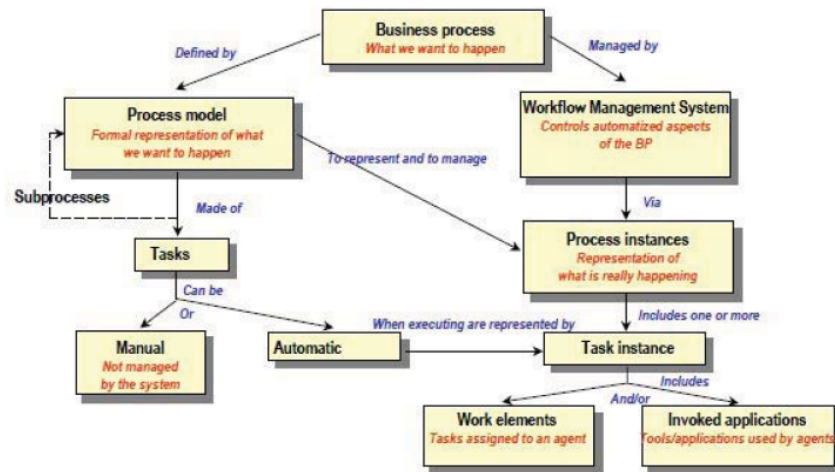 Business process
What we want to happen
Defined by
Managed by
Process model
Formal representation of what
we want to happen
Workflow Management System
Controls automatized aspects
of the BP
To represent and to manage
Subprocesses
Made of
Via
Tasks
Process instances
Representation of
what is really happening
Can be
Or
When executing are represented by
Includes one or more
Manual
Not managed
by the system
Automatic
Task instance
Includes
And/or
Work elements
Tasks assigned to an agent
Invoked applications
Tools/applications used by agents